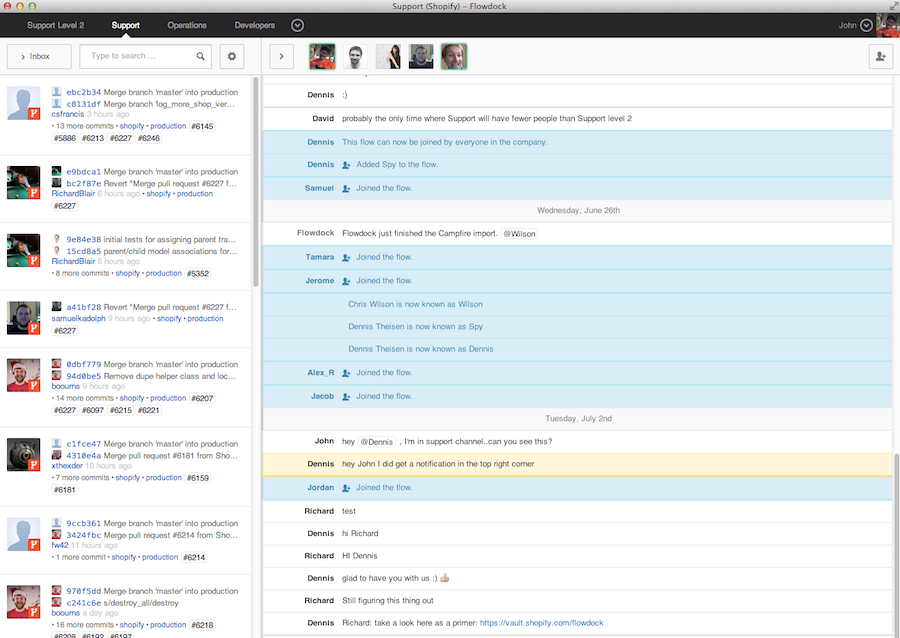 Support (Shopify) – Flowdock
Support Level 2 Support Operations Developers John
Inbox Type to search ...
ebc2b34 Merge branch 'master' into production
c8131df Merge branch 'log_more_shop_ver...
csfrancis 3 hours ago
• 13 more commits • shopify • production #6145
#5886 #6213 #6227 #6246
e9bdca1 Merge branch 'master' into production
bc2f87e Revert "Merge pull request #6227 f...
RichardBlair 6 hours ago • shopify • production
#6227
9e84e38 initial tests for assigning parent tra...
15cd8a5 parent/child model associations for...
RichardBlair 6 hours ago
• 8 more commits • shopify • production #5352
a41bf28 Revert "Merge pull request #6227 f...
samuelkadolph 9 hours ago • shopify • production
#6227
0dbf779 Merge branch 'master' into production
94d0be5 Remove dupe helper class and loc...
boourns 9 hours ago
• 14 more commits • shopify • production #6207
#6227 #6097 #6215 #6221
c1fce47 Merge branch 'master' into production
4310e4a Merge pull request #6181 from Sho...
xthexder 10 hours ago
• 7 more commits • shopify • production #6159
#6181
9ccb361 Merge branch 'master' into production
3424fbc Merge pull request #6214 from Sho...
fw42 11 hours ago
• 1 more commit • shopify • production #6214
970f5dd Merge branch 'master' into production
c241c6e s/destroy_all/destroy
boourns a day ago
• 16 more commits • shopify • production #6218
#6208 #6192 #6197
Dennis :)
David probably the only time where Support will have fewer people than Support level 2
Dennis This flow can now be joined by everyone in the company.
Dennis Added Spy to the flow.
Samuel Joined the flow.
Wednesday, June 26th
Flowdock Flowdock just finished the Campfire import. @Wilson
Tamara Joined the flow.
Jerome Joined the flow.
Chris Wilson is now known as Wilson
Dennis Theisen is now known as Spy
Dennis Theisen is now known as Dennis
Alex_R Joined the flow.
Jacob Joined the flow.
Tuesday, July 2nd
John hey @Dennis , I'm in support channel..can you see this?
Dennis hey John I did get a notification in the top right corner
Jordan Joined the flow.
Richard test
Dennis hi Richard
Richard HI Dennis
Dennis glad to have you with us :)
Richard Still figuring this thing out
Dennis Richard: take a look here as a primer: https://vault.shopify.com/flowdock